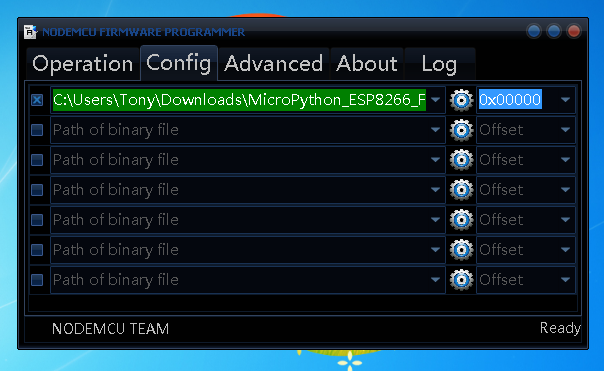 NODEMCU FIRMWARE PROGRAMMER
Operation Config Advanced About Log
C:\Users\Tony\Downloads\MicroPython_ESP8266_F 0x00000
Path of binary file Offset
Path of binary file Offset
Path of binary file Offset
Path of binary file Offset
Path of binary file Offset
Path of binary file Offset
NODEMCU TEAM Ready